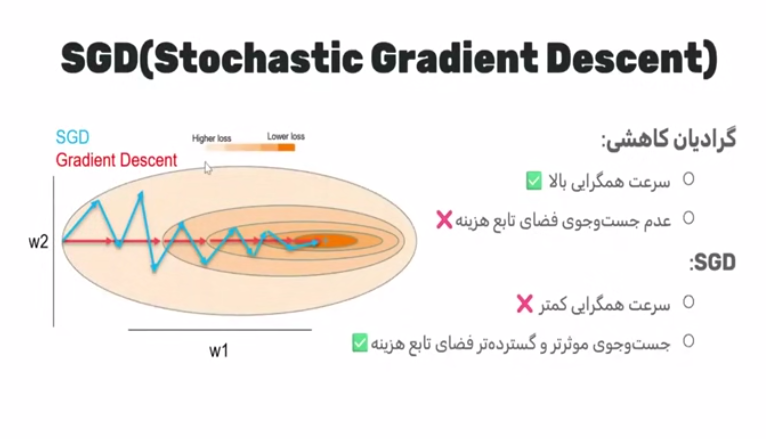 SGD(Stochastic Gradient Descent)
SGD
Gradient Descent
Higher loss
Lower loss
w2
w1
گرادیان کاهشی:
سرعت همگرایی بالا ✅
عدم جست‌وجوی فضای تابع هزینه ❌
SGD:
سرعت همگرایی کمتر ❌
جست‌وجوی موثرتر و گسترده‌تر فضای تابع هزینه ✅